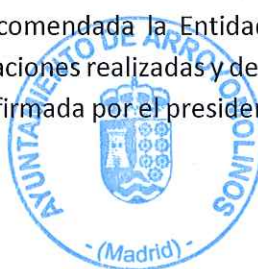 comendada la Entidad
aciones realizadas y de
firmada por el presiden
AYUNTAMIENTO DE ARROYOMOLINOS
- (Madrid) -